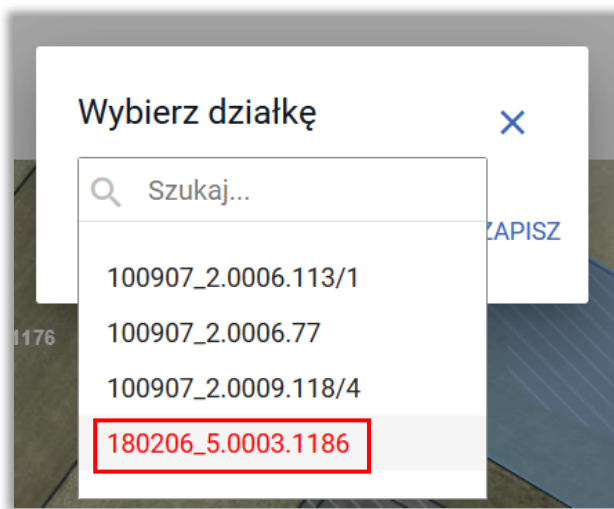 Wybierz działkę
Szukaj...
ZAPISZ
100907_2.0006.113/1
1176
100907_2.0006.77
100907_2.0009.118/4
180206_5.0003.1186